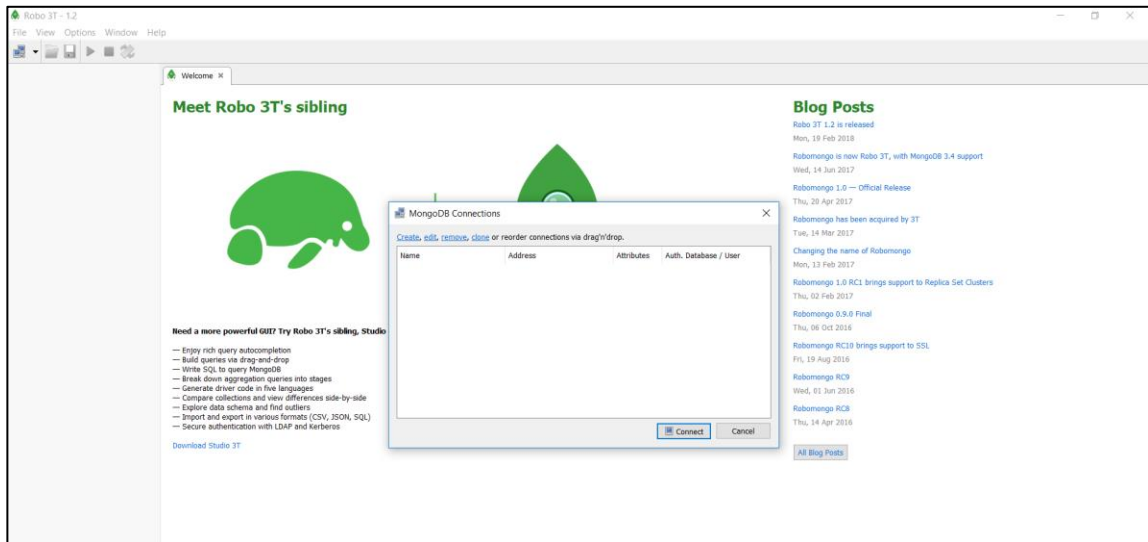 Robo 3T - 1.2
File View Options Window Help
Welcome
Meet Robo 3T's sibling
Need a more powerful GUI? Try Robo 3T's sibling, Studio
— Enjoy rich query autocompletion
— Build queries via drag-and-drop
— Write SQL to query MongoDB
— Break down aggregation queries into stages
— Generate driver code in five languages
— Compare collections and view differences side-by-side
— Explore data schema and find outliers
— Import and export in various formats (CSV, JSON, SQL)
— Secure authentication with LDAP and Kerberos
Download Studio 3T
MongoDB Connections
Create, edit, remove, clone or reorder connections via drag'n'drop.
Name Address Attributes Auth. Database / User
Connect Cancel
Blog Posts
Robo 3T 1.2 is released
Mon, 19 Feb 2018
Robomongo is now Robo 3T, with MongoDB 3.4 support
Wed, 14 Jun 2017
Robomongo 1.0 — Official Release
Thu, 20 Apr 2017
Robomongo has been acquired by 3T
Tue, 14 Mar 2017
Changing the name of Robomongo
Mon, 13 Feb 2017
Robomongo 1.0 RC1 brings support to Replica Set Clusters
Thu, 02 Feb 2017
Robomongo 0.9.0 Final
Thu, 06 Oct 2016
Robomongo RC10 brings support to SSL
Fri, 19 Aug 2016
Robomongo RC9
Wed, 01 Jun 2016
Robomongo RC8
Thu, 14 Apr 2016
All Blog Posts